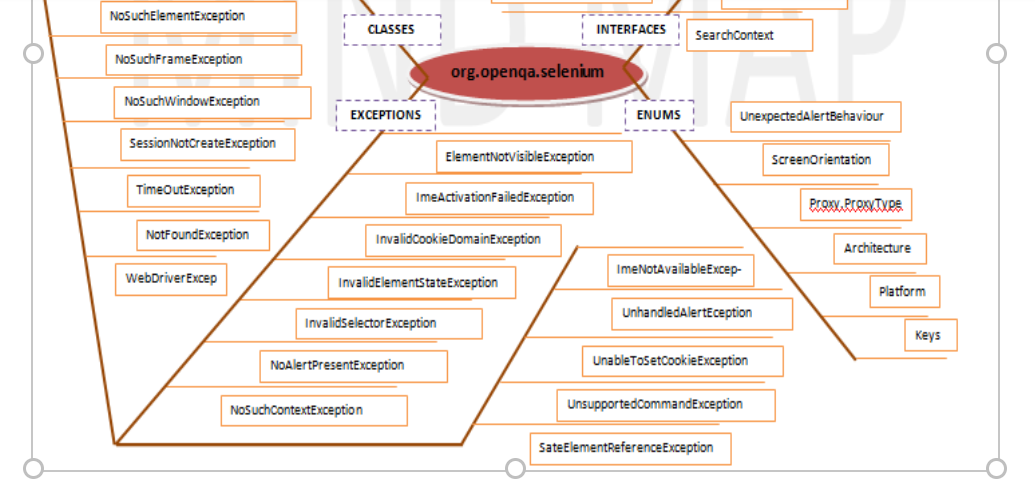 NoSuchElementException
NoSuchFrameException
NoSuchWindowException
SessionNotCreateException
TimeOutException
NotFoundException
WebDriverExcep
CLASSES
INTERFACES
SearchContext
org.openqa.selenium
EXCEPTIONS
ENUMS
ElementNotVisibleException
ImeActivationFailedException
InvalidCookieDomainException
InvalidElementStateException
InvalidSelectorException
NoAlertPresentException
NoSuchContextException
ImeNotAvailableExcep-
UnhandledAlertEception
UnableToSetCookieException
UnsupportedCommandException
SateElementReferenceException
UnexpectedAlertBehaviour
ScreenOrientation
Proxy.ProxyType
Architecture
Platform
Keys